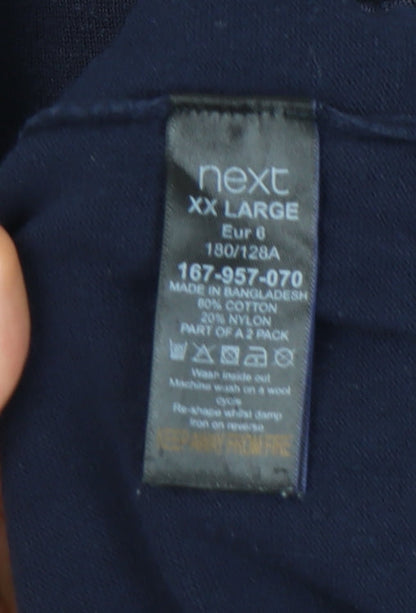 next
XX LARGE
Eur 6
180/128A
167-957-070
MADE IN BANGLADESH
80% COTTON
20% NYLON
PART OF A 2 PACK
Wash inside out
Machine wash on a wool
cycle
Re-shape whilst damp
Iron on reverse
KEEP AWAY FROM FIRE